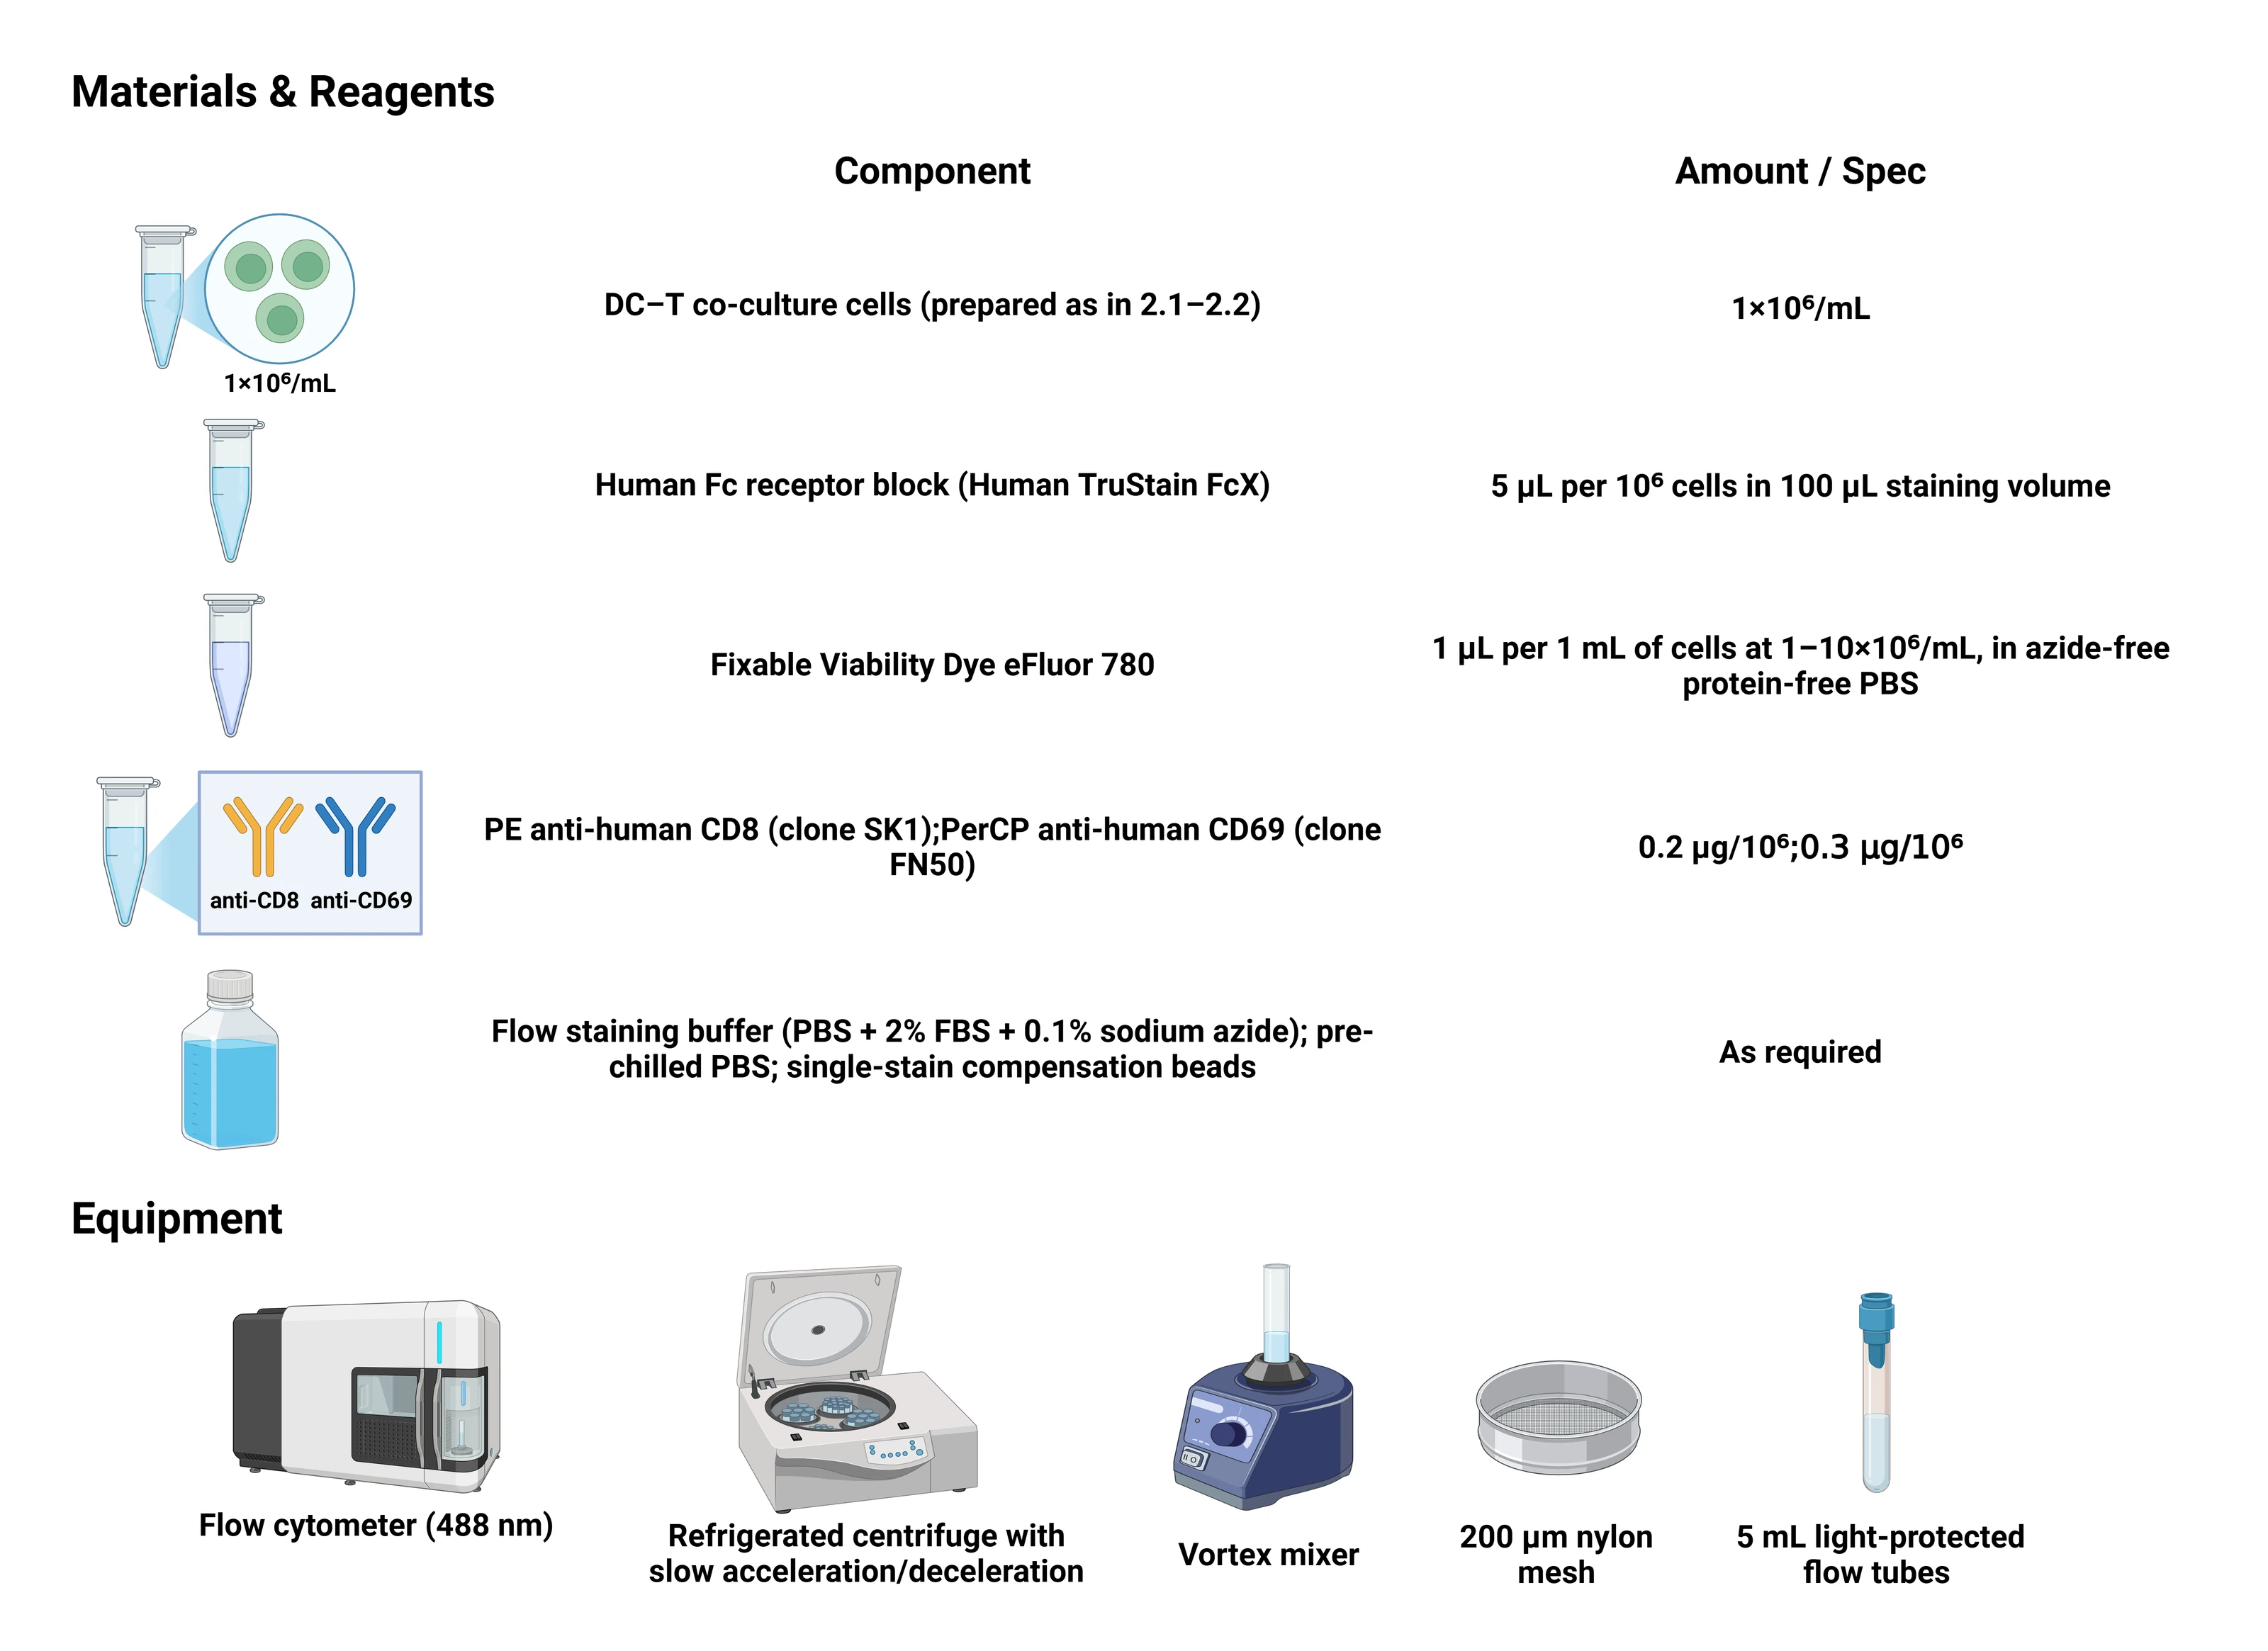 Materials & Reagents
Component
Amount / Spec
1×10⁶/mL
DC–T co-culture cells (prepared as in 2.1–2.2)
1×10⁶/mL
Human Fc receptor block (Human TruStain FcX)
5 µL per 10⁶ cells in 100 µL staining volume
Fixable Viability Dye eFluor 780
1 µL per 1 mL of cells at 1–10×10⁶/mL, in azide-free
protein-free PBS
anti-CD8
anti-CD69
PE anti-human CD8 (clone SK1);PerCP anti-human CD69 (clone
FN50)
0.2 µg/10⁶;0.3 µg/10⁶
Flow staining buffer (PBS + 2% FBS + 0.1% sodium azide); pre-
chilled PBS; single-stain compensation beads
As required
Equipment
Flow cytometer (488 nm)
Refrigerated centrifuge with
slow acceleration/deceleration
Vortex mixer
200 µm nylon
mesh
5 mL light-protected
flow tubes